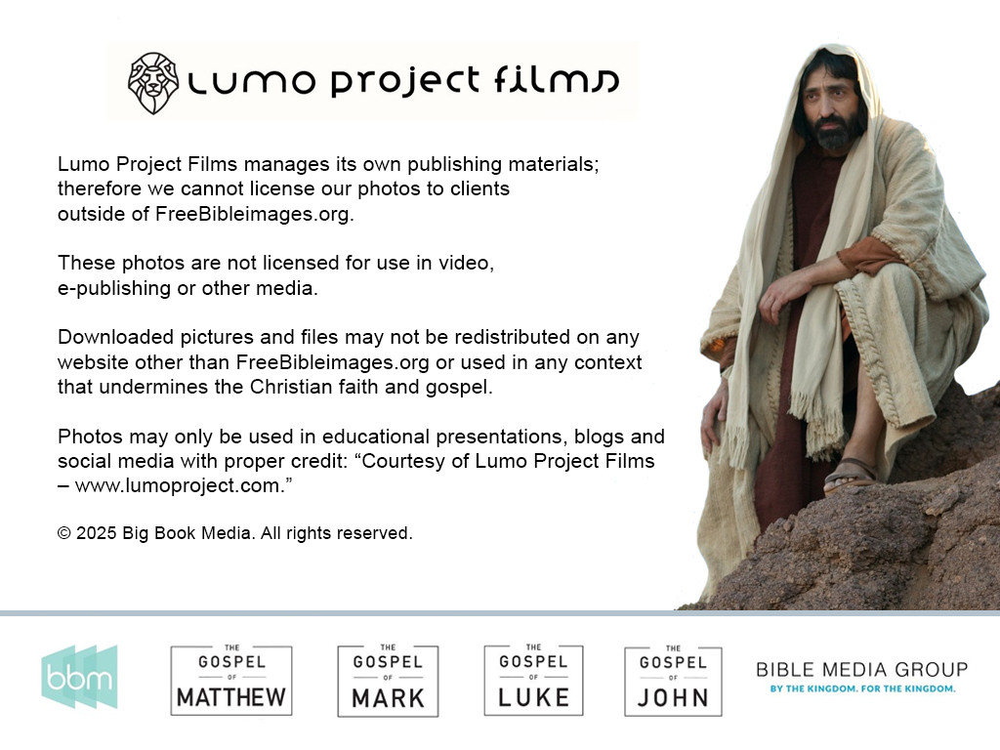 LUMO PROJECT FILMS
Lumo Project Films manages its own publishing materials;
therefore we cannot license our photos to clients
outside of FreeBibleimages.org.
These photos are not licensed for use in video,
e-publishing or other media.
Downloaded pictures and files may not be redistributed on any
website other than FreeBibleimages.org or used in any context
that undermines the Christian faith and gospel.
Photos may only be used in educational presentations, blogs and
social media with proper credit: “Courtesy of Lumo Project Films
– www.lumoproject.com.”
© 2025 Big Book Media. All rights reserved.
bbm
THE
GOSPEL
OF
MATTHEW
THE
GOSPEL
OF
MARK
THE
GOSPEL
OF
LUKE
THE
GOSPEL
OF
JOHN
BIBLE MEDIA GROUP
BY THE KINGDOM. FOR THE KINGDOM.